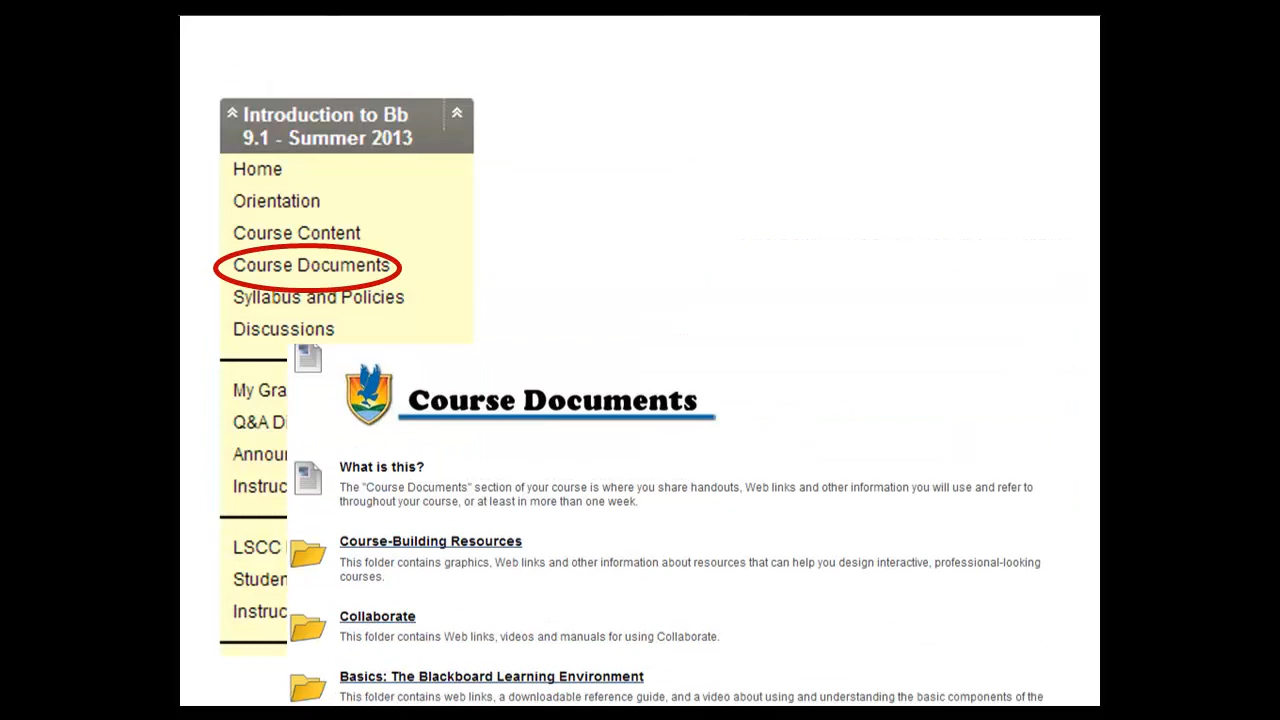 Introduction to Bb
9.1 - Summer 2013
Home
Orientation
Course Content
Course Documents
Syllabus and Policies
Discussions
My Gra
Q&A Di
Annou
Instruc
LSCC
Studen
Instruc
Course Documents
What is this?
The "Course Documents" section of your course is where you share handouts, Web links and other information you will use and refer to
throughout your course, or at least in more than one week.
Course-Building Resources
This folder contains graphics, Web links and other information about resources that can help you design interactive, professional-looking
courses.
Collaborate
This folder contains Web links, videos and manuals for using Collaborate.
Basics: The Blackboard Learning Environment
This folder contains web links, a downloadable reference guide, and a video about using and understanding the basic components of the